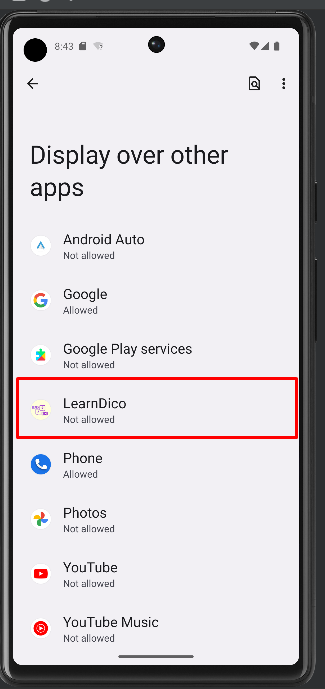 8:43
Display over other
apps
Android Auto
Not allowed
Google
Allowed
Google Play services
Not allowed
LearnDico
Not allowed
Phone
Allowed
Photos
Not allowed
YouTube
Not allowed
YouTube Music
Not allowed